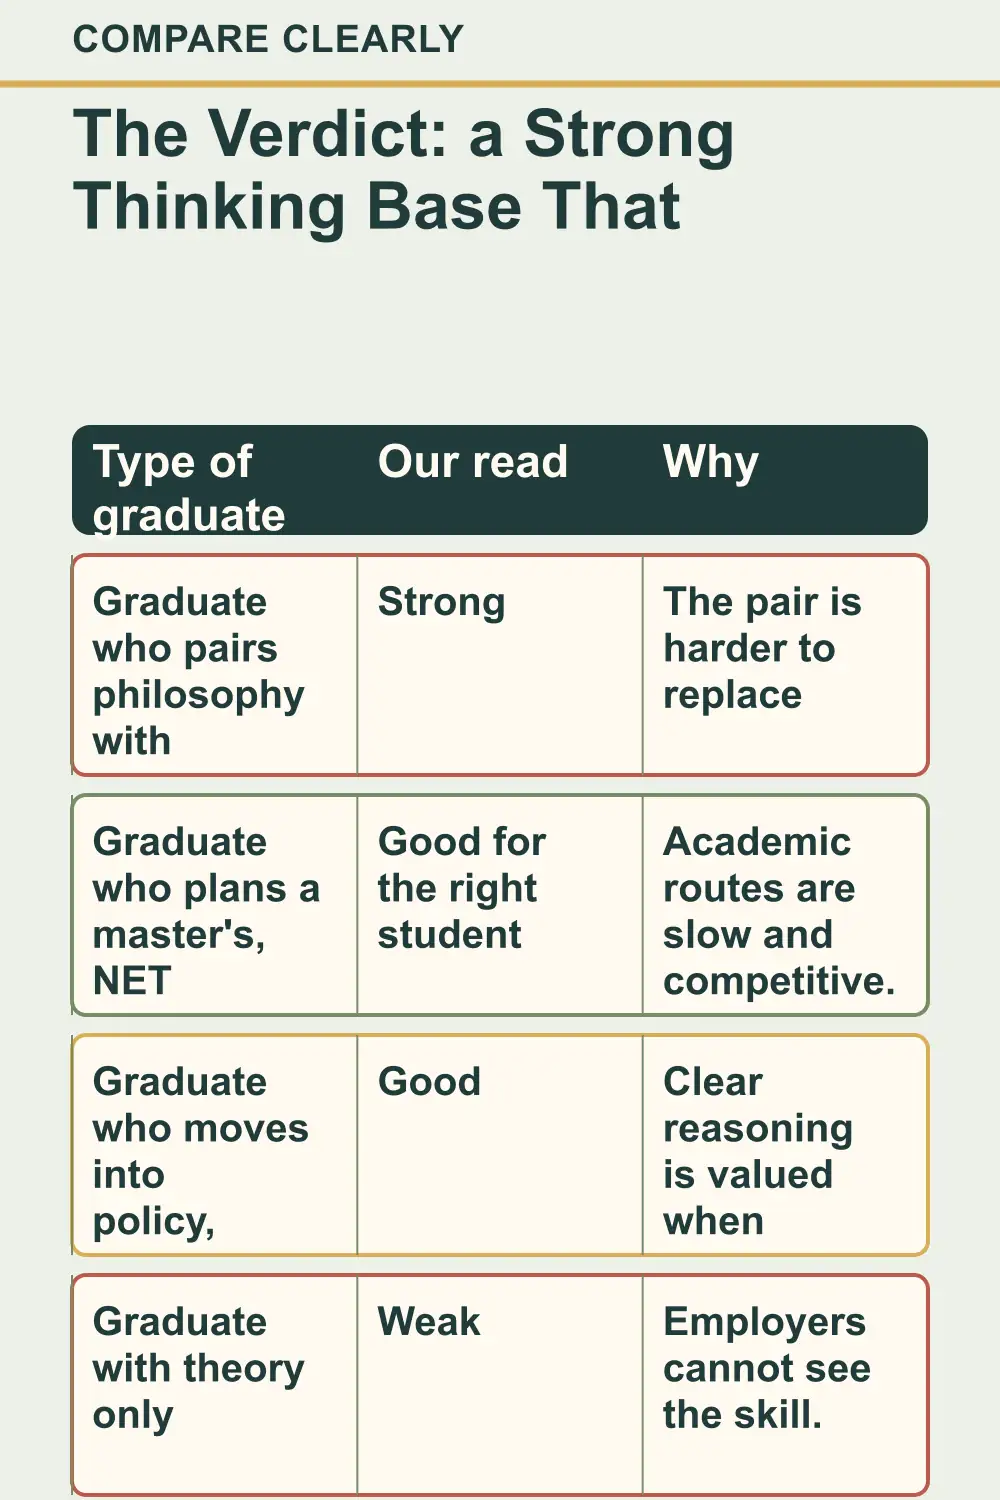 COMPARE CLEARLY
The Verdict: a Strong
Thinking Base That
Type of
graduate
Our read
Why
Graduate
who pairs
philosophy
with
Strong
The pair is
harder to
replace
Graduate
who plans a
master's,
NET
Good for
the right
student
Academic
routes are
slow and
competitive.
Graduate
who moves
into
policy,
Good
Clear
reasoning
is valued
when
Graduate
with theory
only
Weak
Employers
cannot see
the skill.